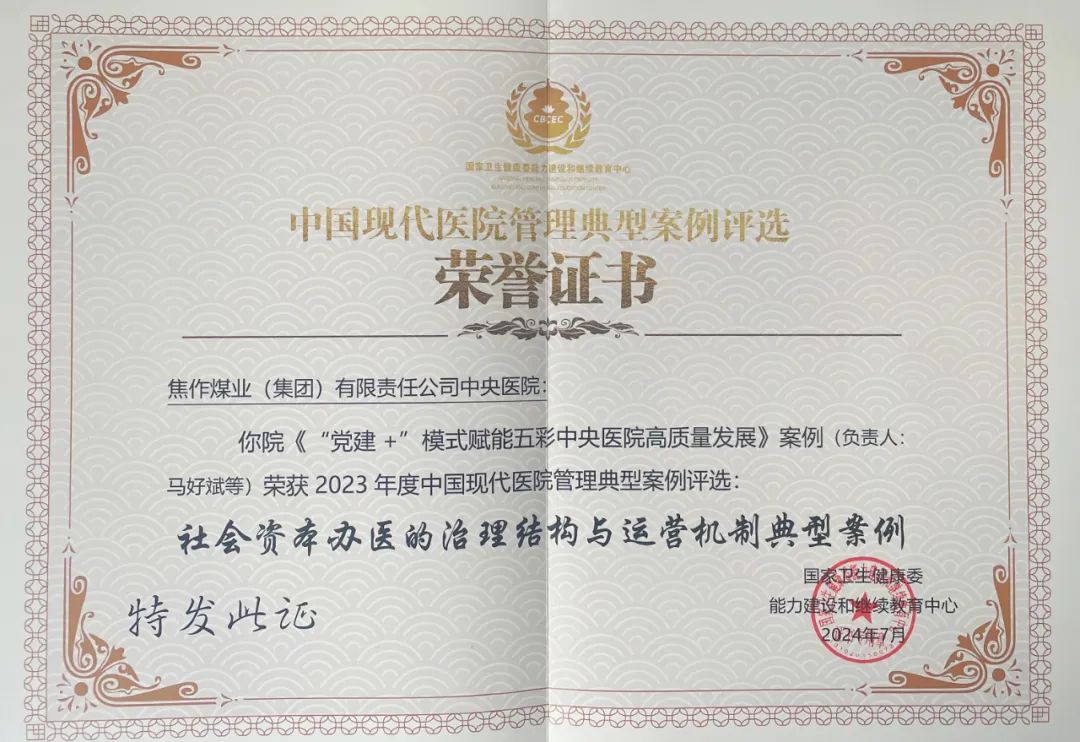 CBCEC
国家卫生健康委能力建设和继续教育中心
中国现代医院管理典型案例评选
荣誉证书
焦作煤业（集团）有限责任公司中央医院：
你院《“党建 +”模式赋能五彩中央医院高质量发展》案例（负责人：
马好斌等）荣获 2023 年度中国现代医院管理典型案例评选：
社会资本办医的治理结构与运营机制典型案例
特发此证
国家卫生健康委
能力建设和继续教育中心
2024年7月